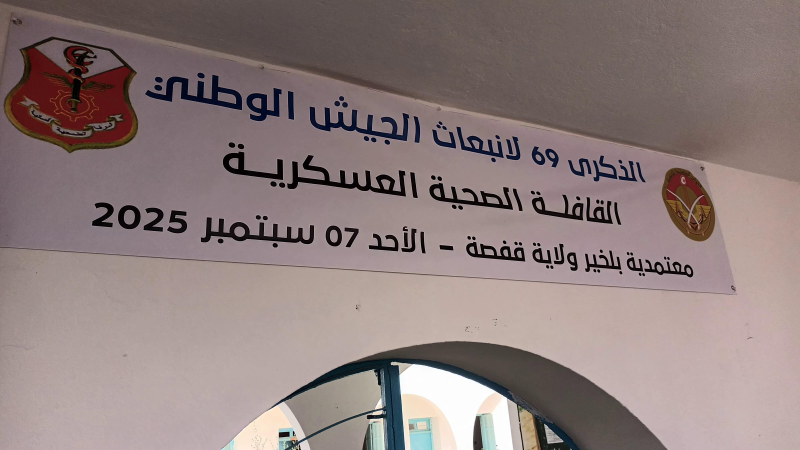 الذكرى 69 لانبعاث الجيش الوطني
القافلة الصحية العسكرية
معتمدية بلخير ولاية قفصة - الأحد 07 سبتمبر 2025